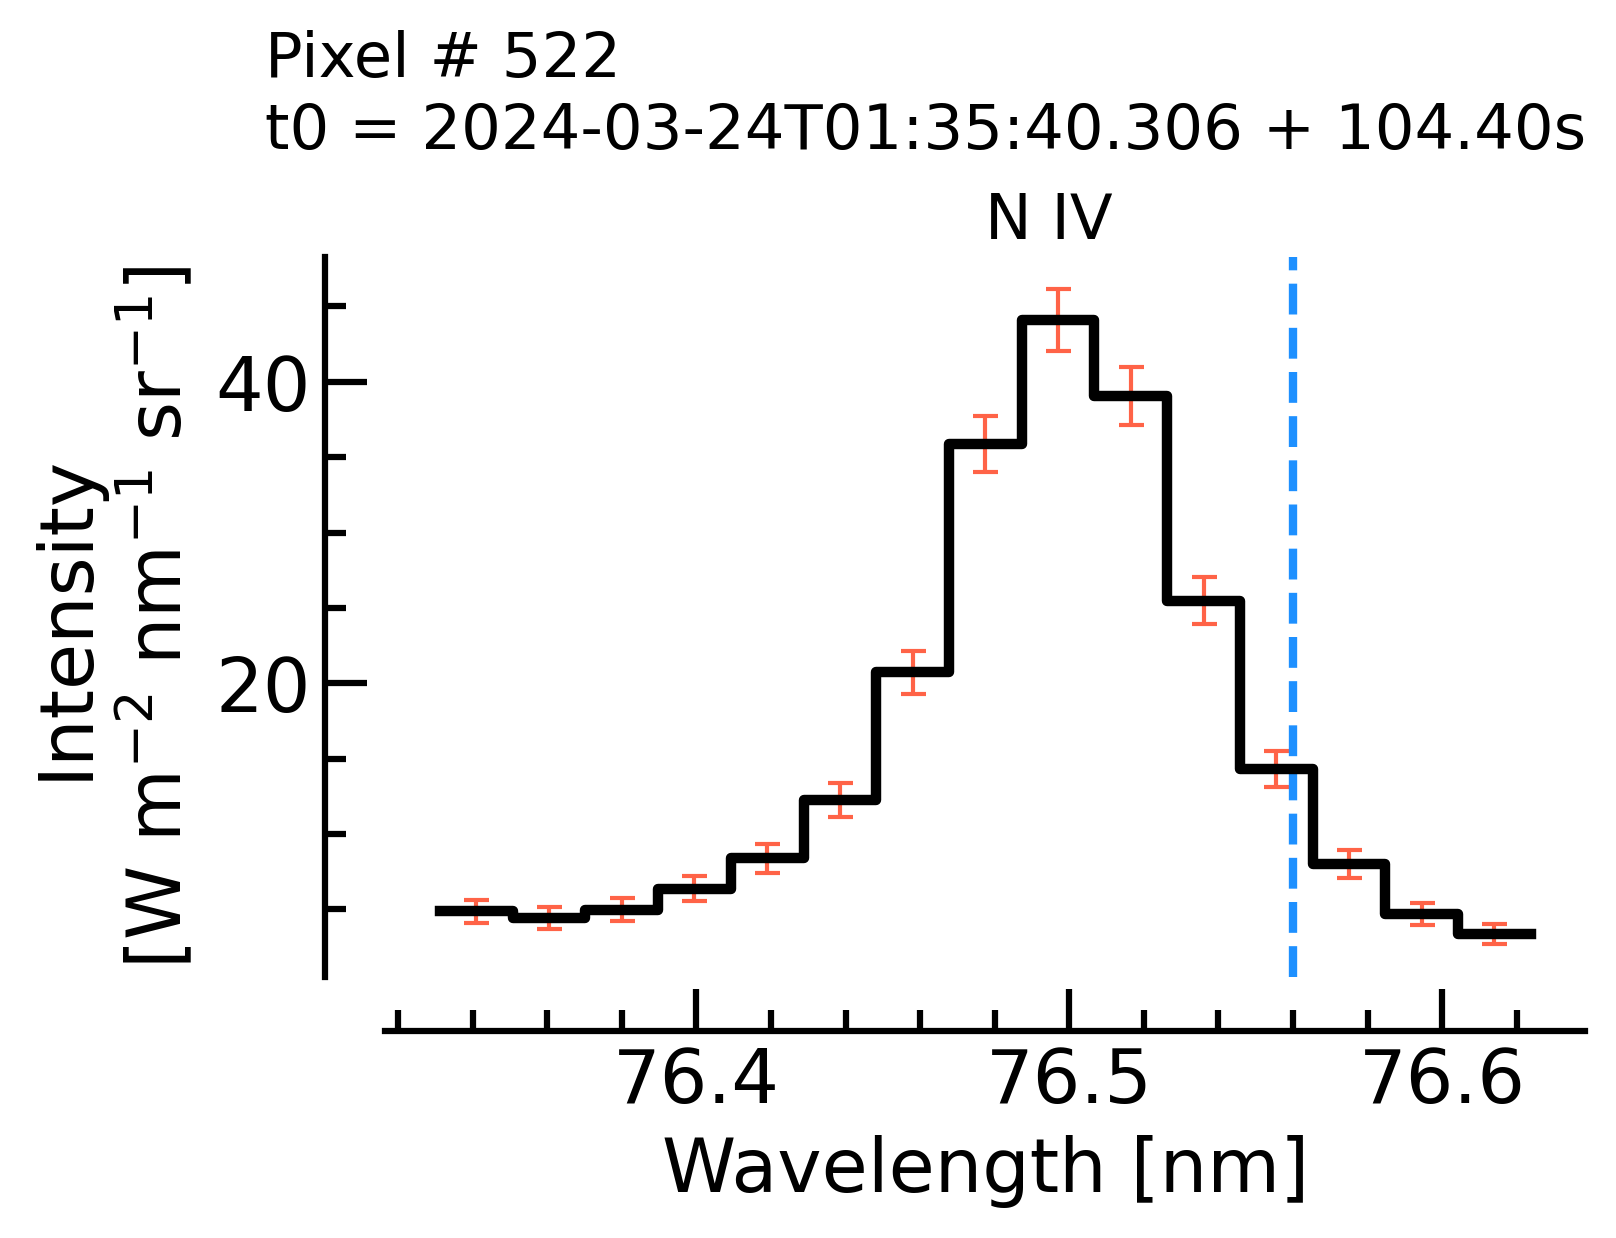 Pixel # 522
t0 = 2024-03-24T01:35:40.306 + 104.40s
N IV
Intensity
[W m⁻² nm⁻¹ sr⁻¹]
40
20
76.4 76.5 76.6
Wavelength [nm]